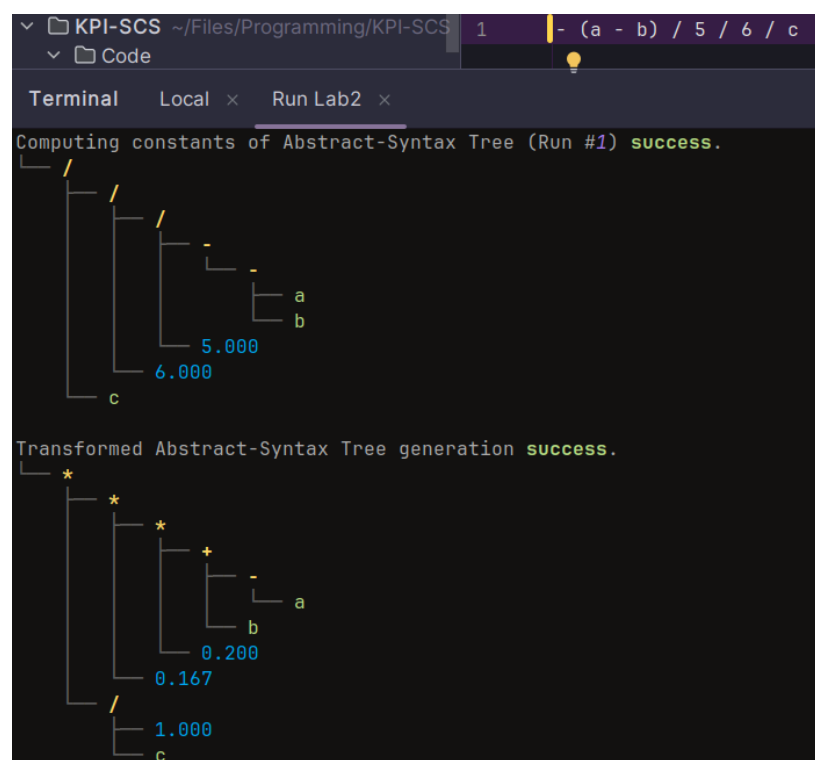 KPI-SCS ~/Files/Programming/KPI-SCS
Code
1 - (a - b) / 5 / 6 / c
Terminal Local × Run Lab2 ×
Computing constants of Abstract-Syntax Tree (Run #1) success.
/
/
/
-
-
a
b
5.000
6.000
c
Transformed Abstract-Syntax Tree generation success.
*
*
*
+
-
a
b
0.200
0.167
/
1.000
c